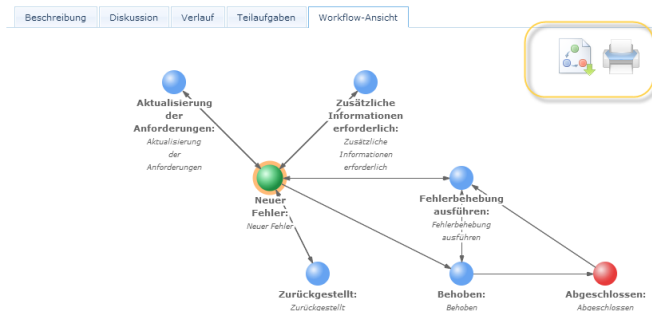 Beschreibung Diskussion Verlauf Teilaufgaben Workflow-Ansicht
Aktualisierung
der
Anforderungen:
Aktualisierung
der
Anforderungen
Zusätzliche
Informationen
erforderlich:
Zusätzliche
Informationen
erforderlich
Neuer
Fehler:
Neuer Fehler
Fehlerbehebung
ausführen:
Fehlerbehebung
ausführen
Zurückgestellt:
Zurückgestellt
Behoben:
Behoben
Abgeschlossen:
Abgeschlossen